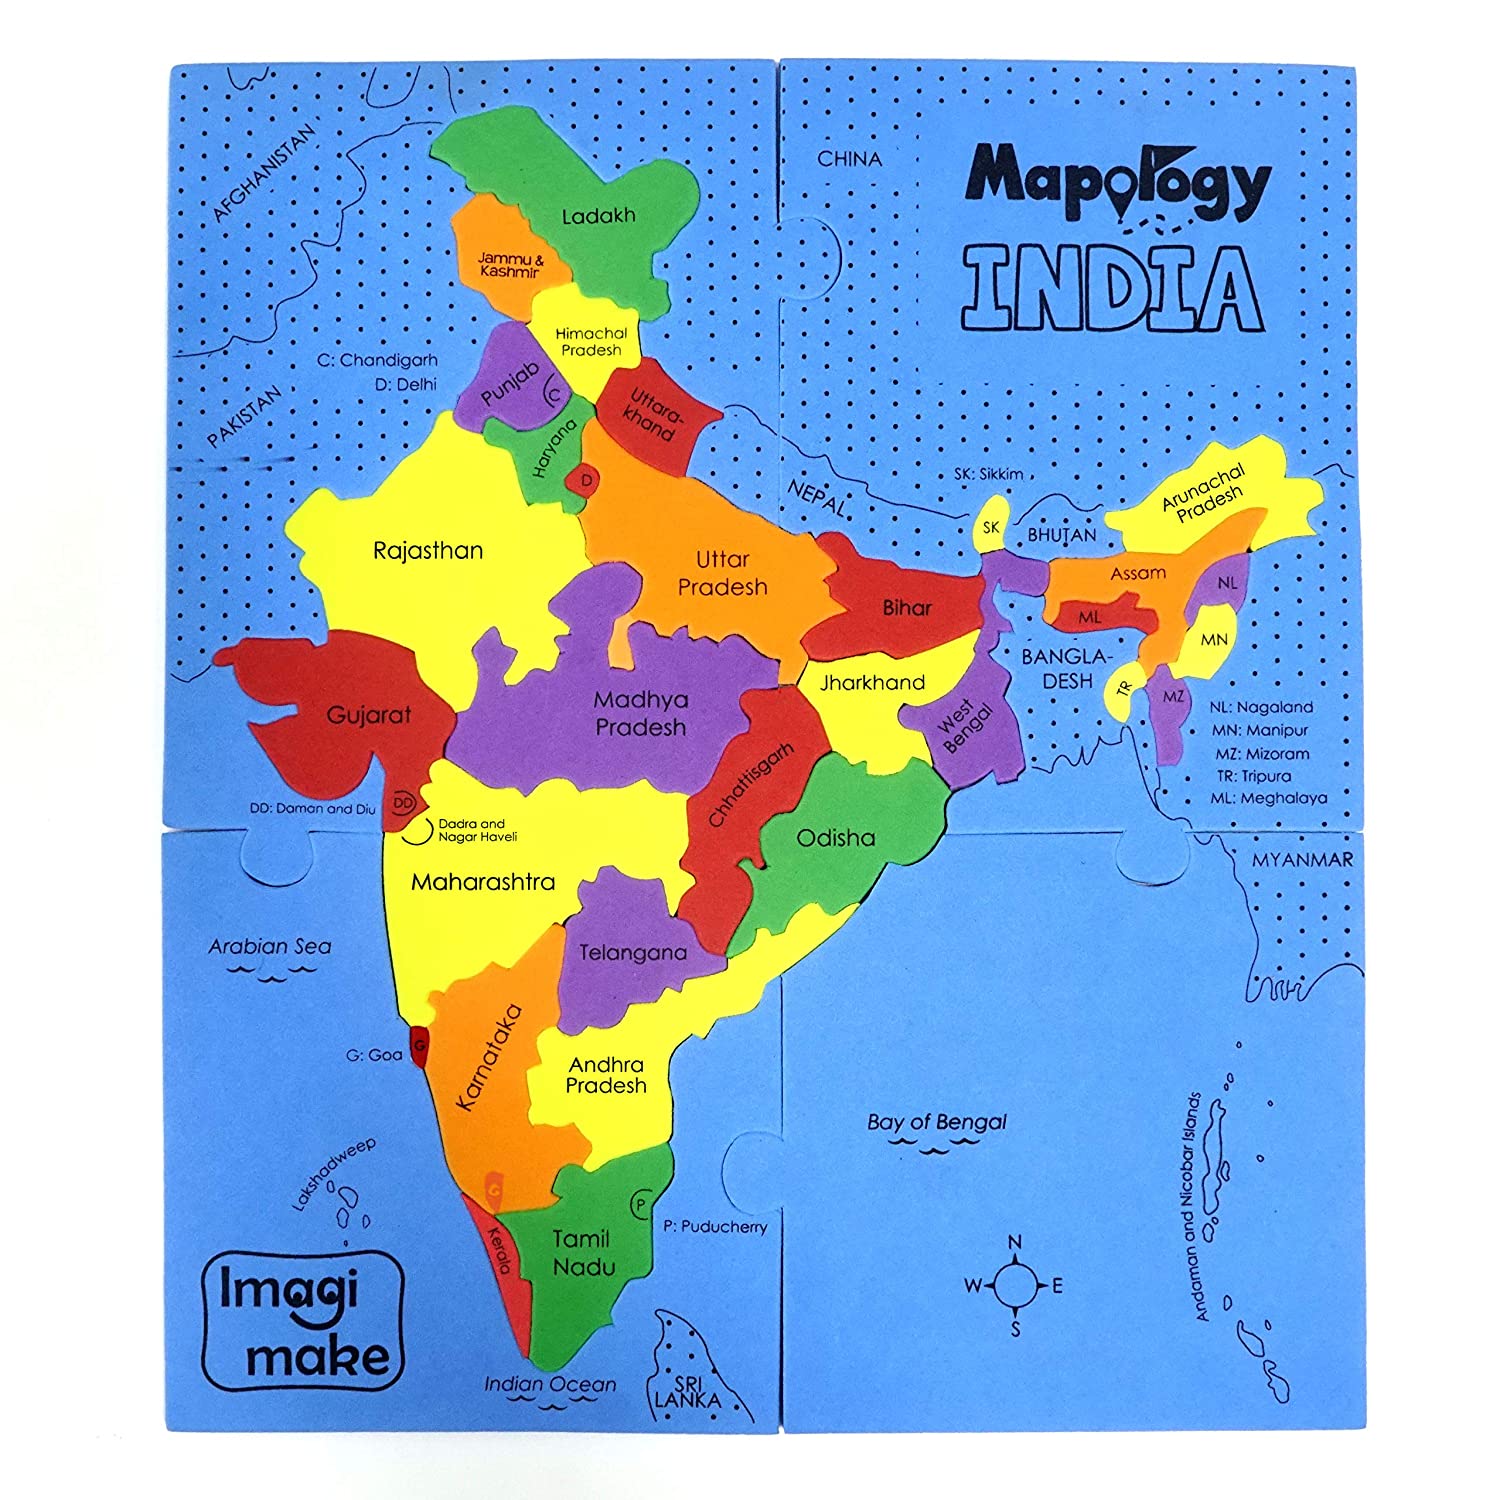 AFGHANISTAN
CHINA
Mapology
INDIA
Ladakh
Jammu &
Kashmir
Himachal
Pradesh
C: Chandigarh
D: Delhi
Punjab
C
Uttara-
khand
PAKISTAN
Haryana
D
NEPAL
SK: Sikkim
SK
BHUTAN
Arunachal
Pradesh
Rajasthan
Uttar
Pradesh
Assam
NL
Bihar
ML
MN
BANGLA-
DESH
Jharkhand
TR
MZ
Gujarat
Madhya
Pradesh
West
Bengal
NL: Nagaland
MN: Manipur
MZ: Mizoram
TR: Tripura
ML: Meghalaya
Chhattisgarh
DD: Daman and Diu
DD
Dadra and
Nagar Haveli
Odisha
Maharashtra
MYANMAR
Arabian Sea
Telangana
G: Goa
G
Karnataka
Andhra
Pradesh
Bay of Bengal
Andaman and Nicobar Islands
Lakshadweep
G
P
P: Puducherry
Kerala
Tamil
Nadu
N
W
E
S
Imagi
make
Indian Ocean
SRI
LANKA